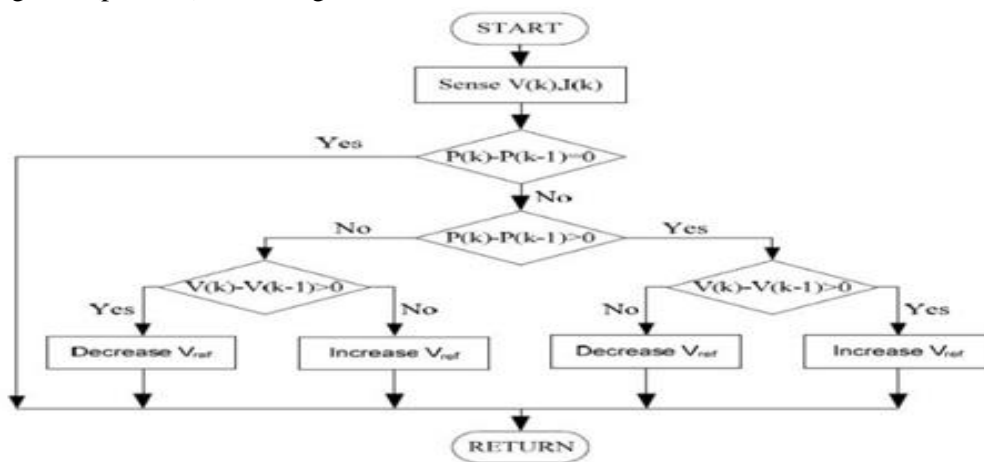 START
Sense V(k),I(k)
Yes
P(k)-P(k-1)=0
No
No
P(k)-P(k-1)>0
Yes
V(k)-V(k-1)>0
V(k)-V(k-1)>0
Yes
No
No
Yes
Decrease Vref
Increase Vref
Decrease Vref
Increase Vref
RETURN